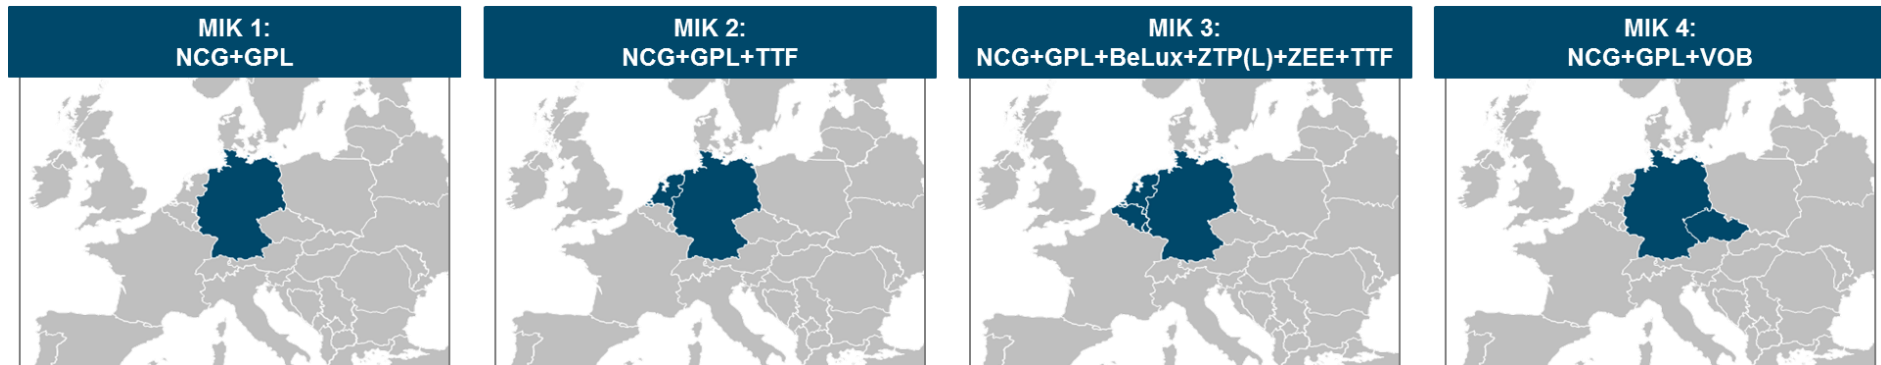 MIK 1:
NCG+GPL
MIK 2:
NCG+GPL+TTF
MIK 3:
NCG+GPL+BeLux+ZTP(L)+ZEE+TTF
MIK 4:
NCG+GPL+VOB